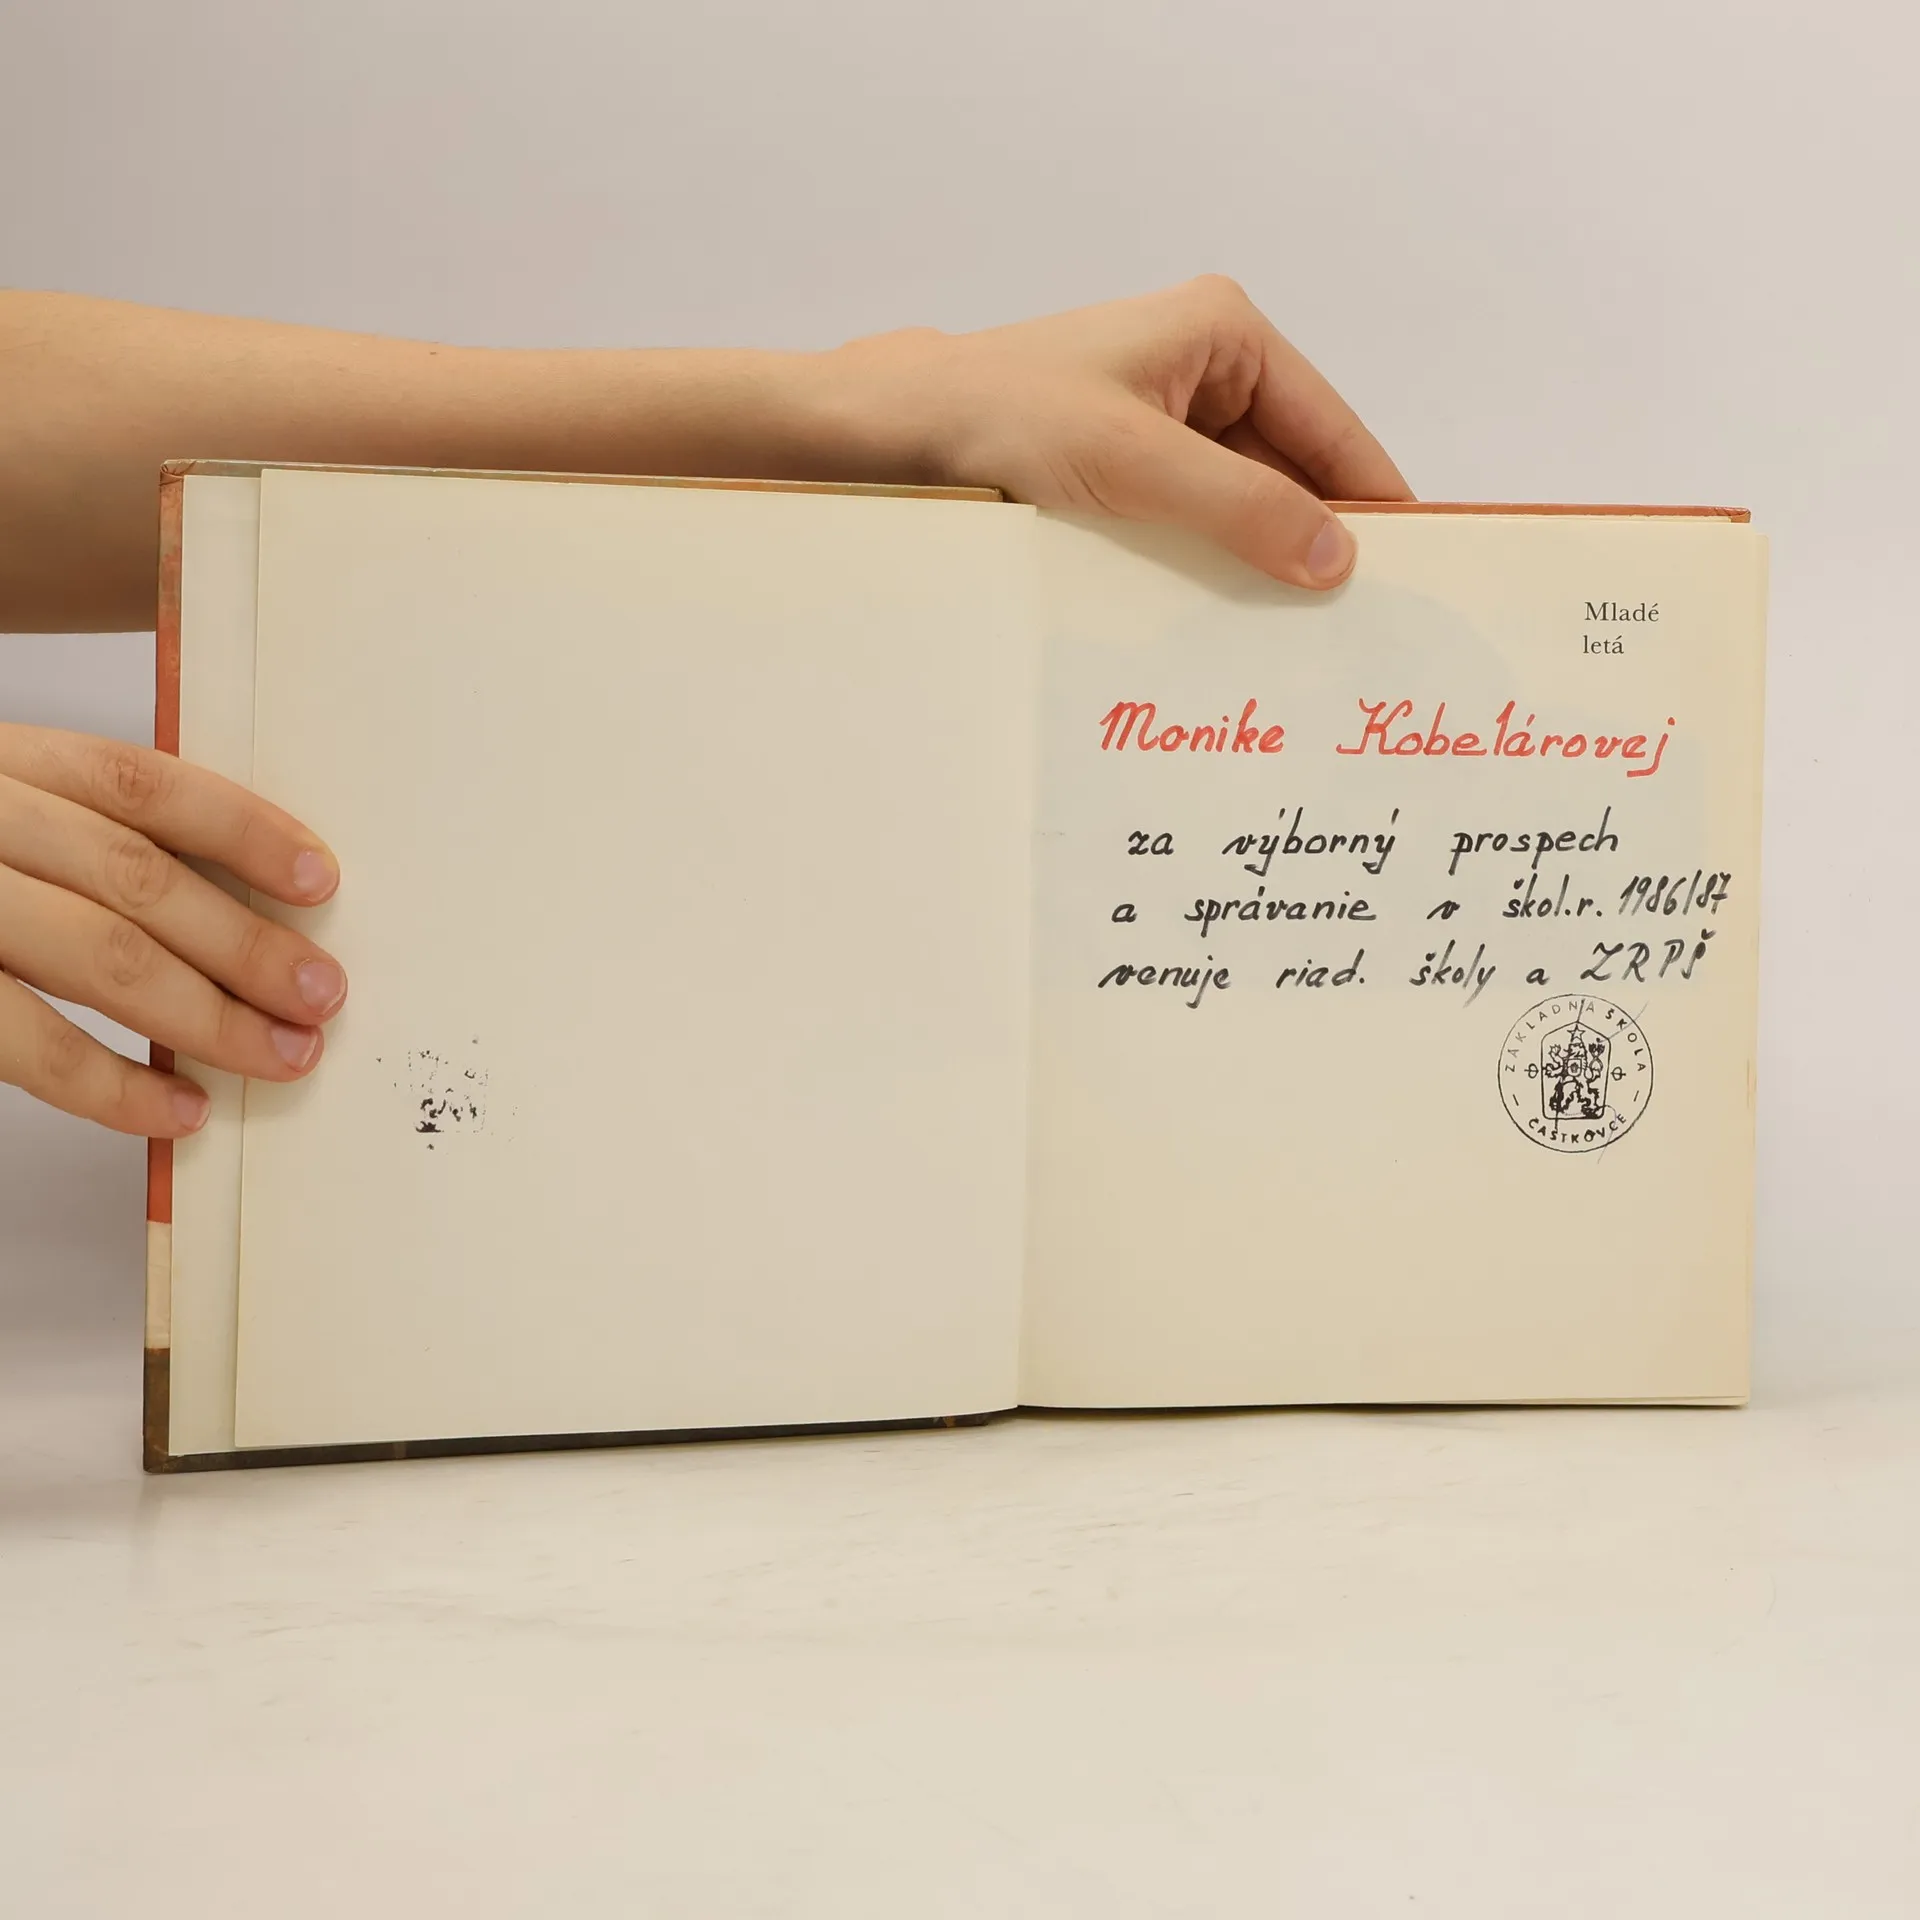 Mladé
letá
Monike Kobelárovej
za výborný prospech
a správanie v škol.r. 1986/87
venuje riad. školy a ZRPŠ
ZÁKLADNÁ ŠKOLA
ČASTKOVCE